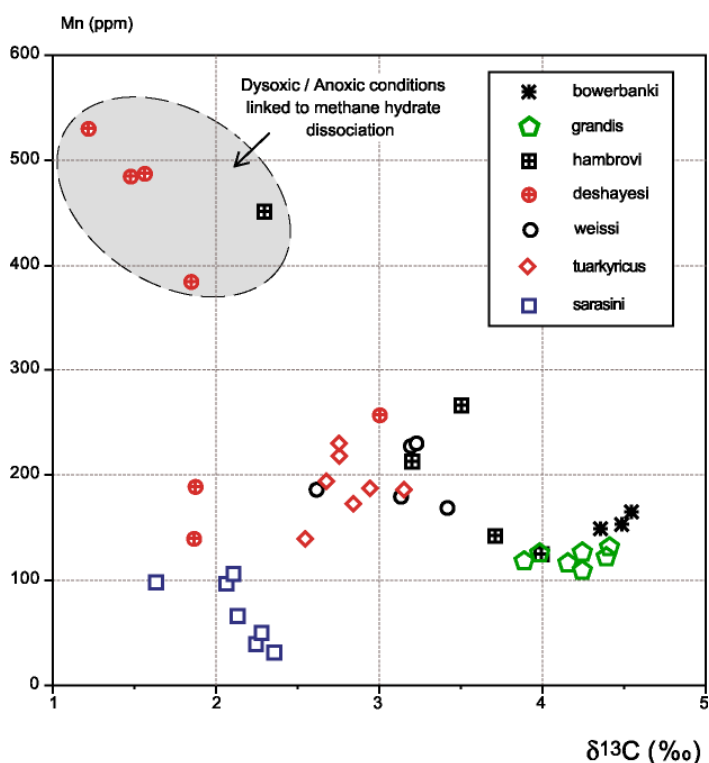 Mn (ppm)
600
500
400
300
200
100
0
1
2
3
4
5
δ13C (‰)
Dysoxic / Anoxic conditions
linked to methane hydrate
dissociation
bowerbanki
grandis
hambrovi
deshayesi
weissi
tuarkyricus
sarasini